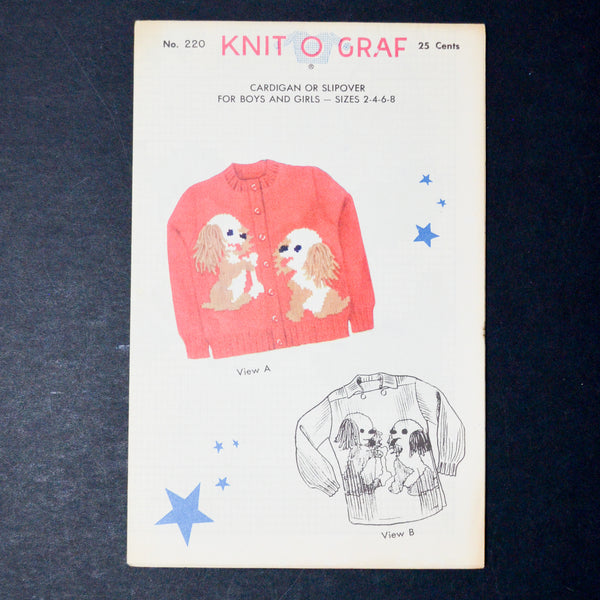 No. 220 KNIT O GRAF 25 Cents
®
CARDIGAN OR SLIPOVER
FOR BOYS AND GIRLS — SIZES 2-4-6-8
View A
View B